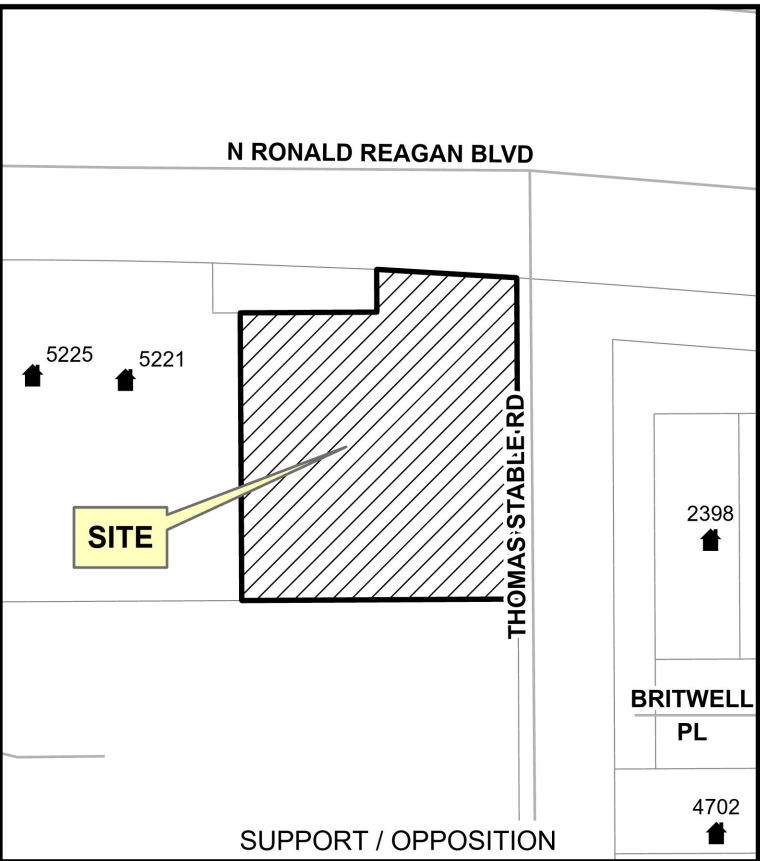 N RONALD REAGAN BLVD
5225
5221
THOMAS STABLE RD
SITE
2398
BRITWELL
PL
4702
SUPPORT / OPPOSITION